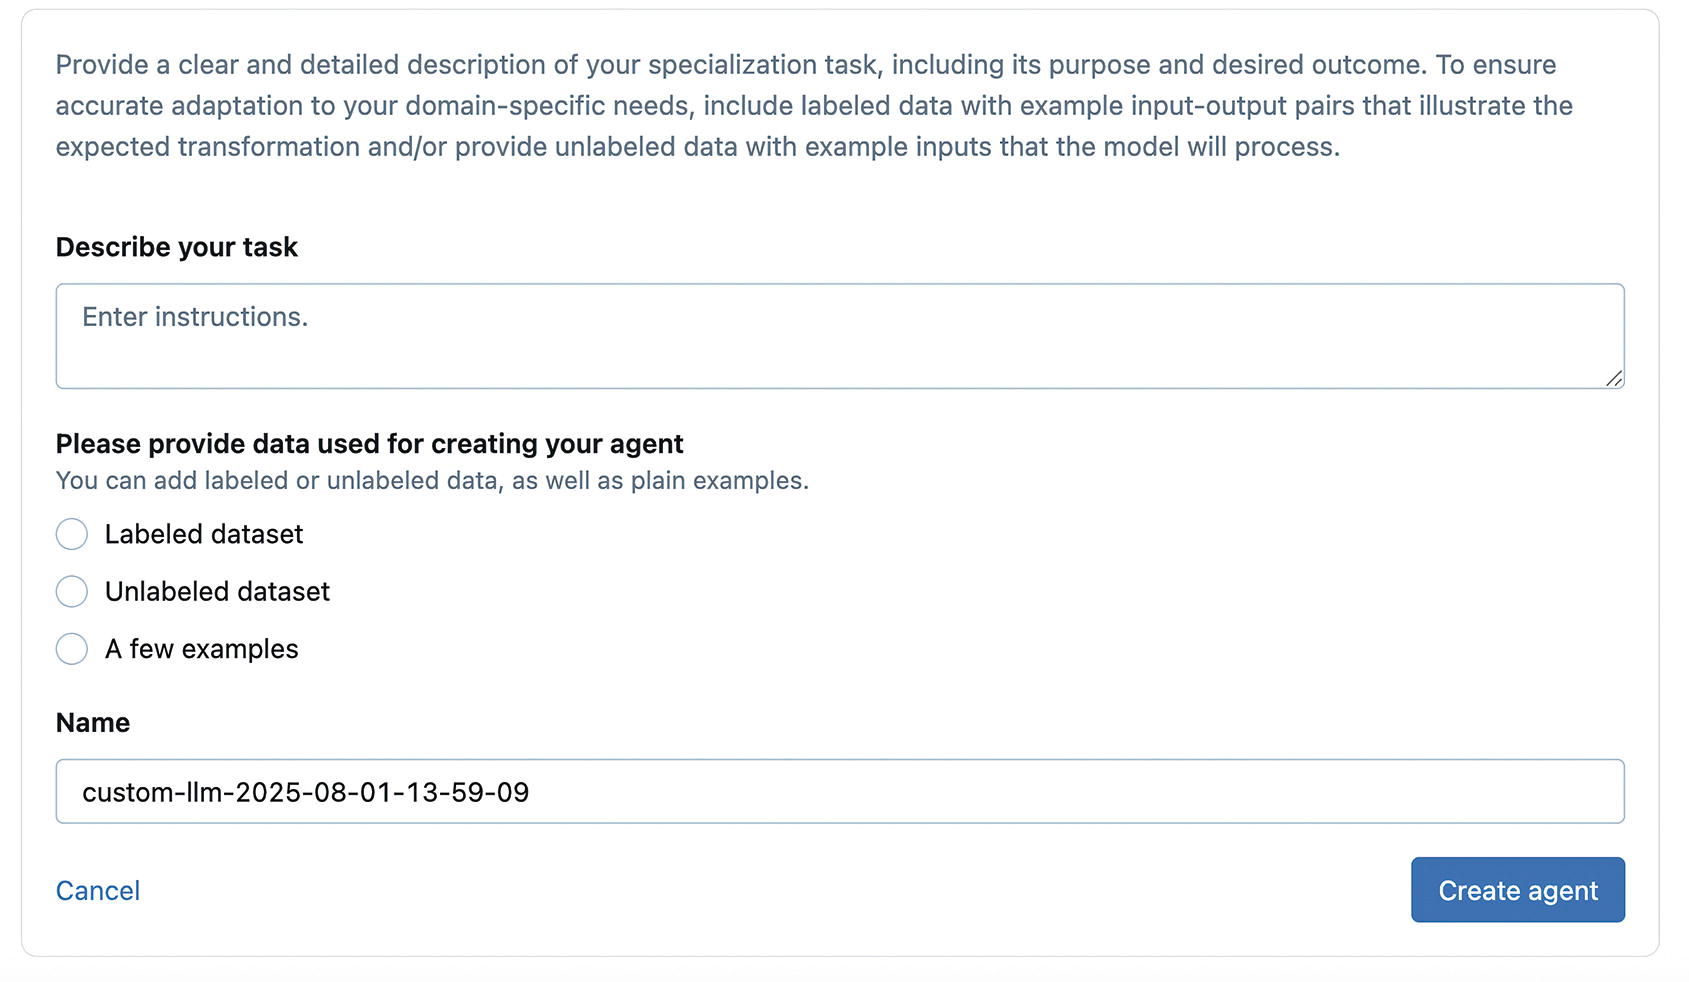 Provide a clear and detailed description of your specialization task, including its purpose and desired outcome. To ensure
accurate adaptation to your domain-specific needs, include labeled data with example input-output pairs that illustrate the
expected transformation and/or provide unlabeled data with example inputs that the model will process.
Describe your task
Enter instructions.
Please provide data used for creating your agent
You can add labeled or unlabeled data, as well as plain examples.
Labeled dataset
Unlabeled dataset
A few examples
Name
custom-llm-2025-08-01-13-59-09
Cancel
Create agent